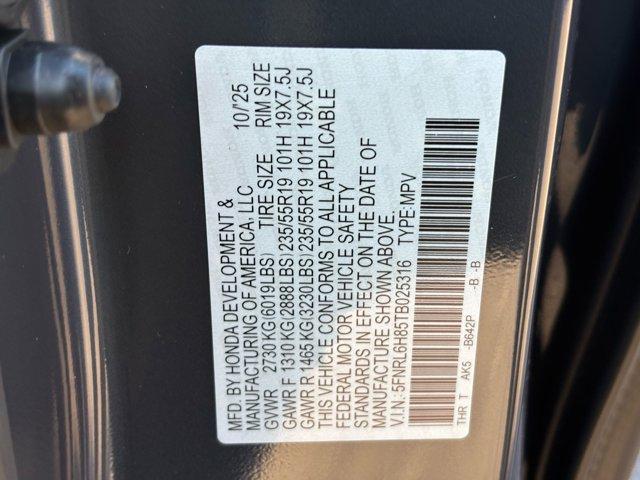 MFD. BY HONDA DEVELOPMENT & 10/25
MANUFACTURING OF AMERICA, LLC
GVWR 2730 KG(6019LBS) TIRE SIZE RIM SIZE
GAWR F 1310 KG(2888LBS)235/55R19 101H 19X7.5J
GAWR R 1465 KG(3230LBS)235/55R19 101H 19X7.5J
THIS VEHICLE CONFORMS TO ALL APPLICABLE
FEDERAL MOTOR VEHICLE SAFETY
STANDARDS IN EFFECT ON THE DATE OF
MANUFACTURE SHOWN ABOVE.
V.I.N.: 5FNRL6H85TB025316 TYPE:MPV
THR T AK5 -B642P -B -B